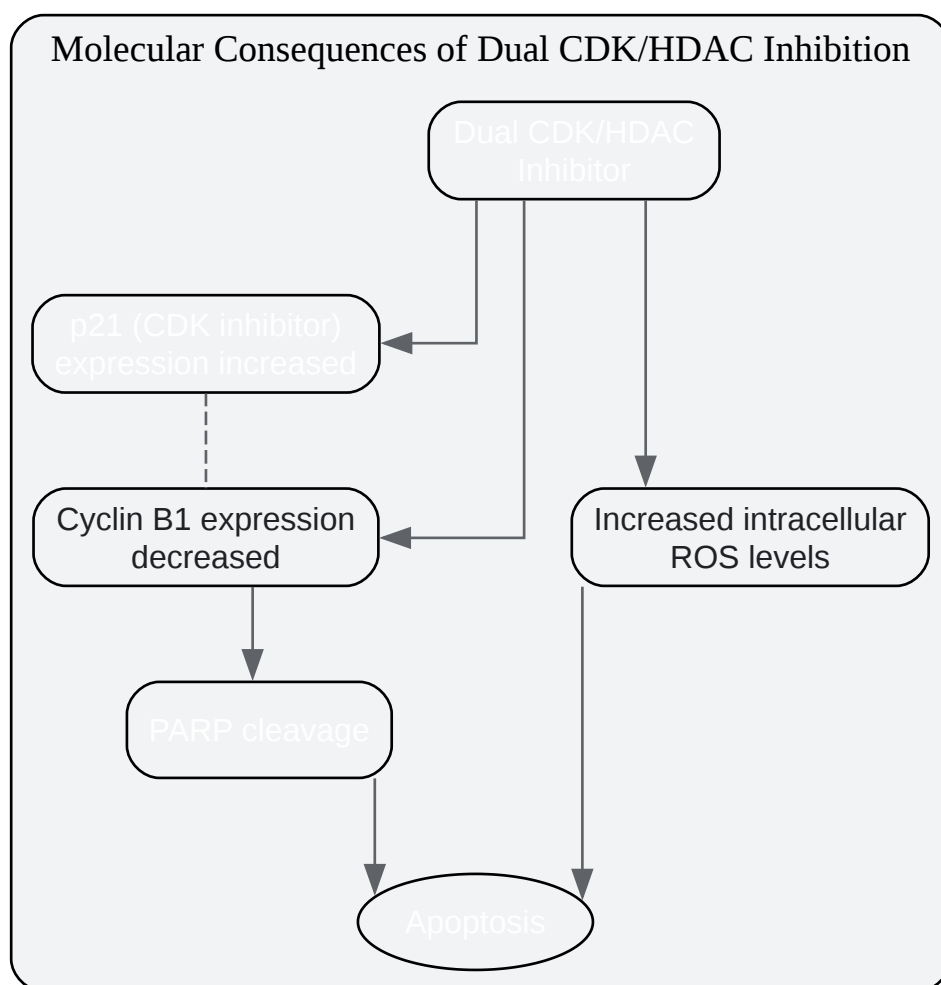 Molecular Consequences of Dual CDK/HDAC Inhibition
Dual CDK/HDAC
Inhibitor
p21 (CDK inhibitor)
expression increased
Cyclin B1 expression
decreased
Increased intracellular
ROS levels
PARP cleavage
Apoptosis